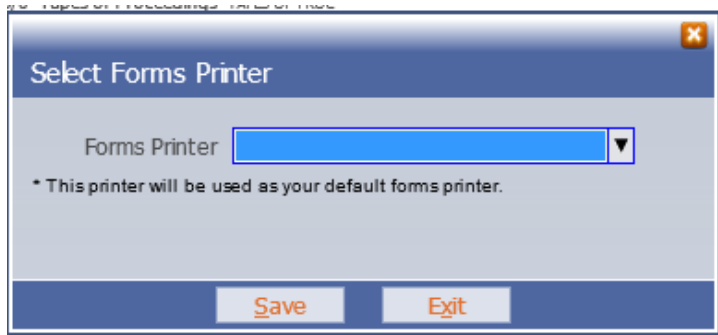 Select Forms Printer
Forms Printer
* This printer will be used as your default forms printer.
Save Exit